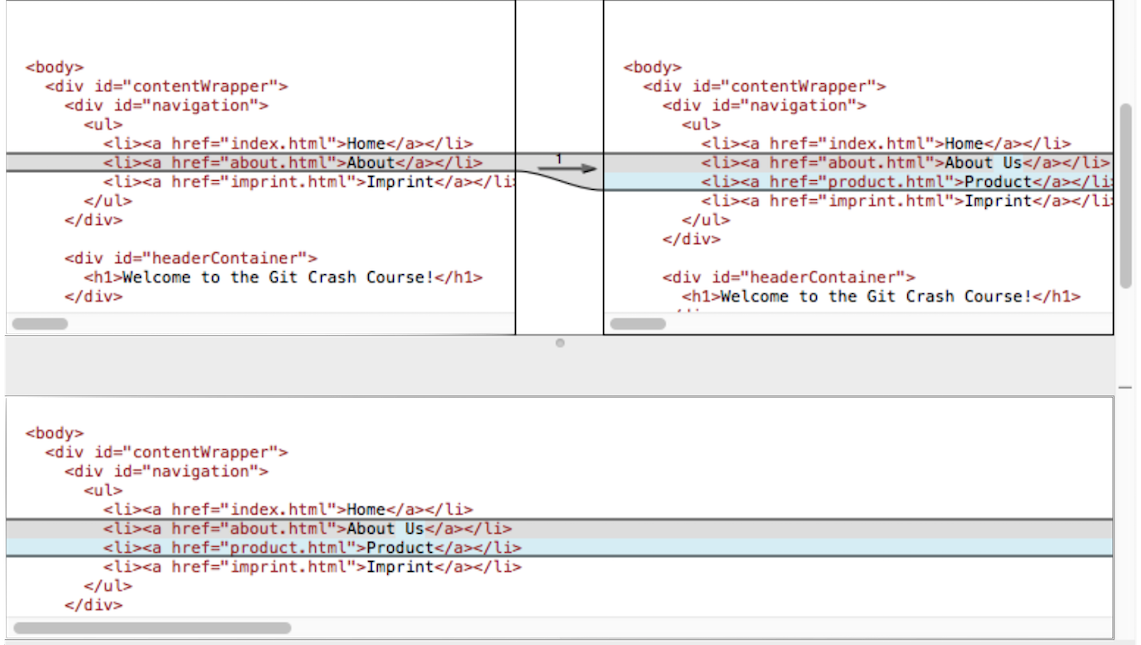 <body>
<div id="contentWrapper">
<div id="navigation">
<ul>
<li><a href="index.html">Home</a></li>
<li><a href="about.html">About</a></li>
<li><a href="imprint.html">Imprint</a></li
</ul>
</div>
<div id="headerContainer">
<h1>Welcome to the Git Crash Course!</h1>
</div>
1
<body>
<div id="contentWrapper">
<div id="navigation">
<ul>
<li><a href="index.html">Home</a></li>
<li><a href="about.html">About Us</a></li>
<li><a href="product.html">Product</a></li
<li><a href="imprint.html">Imprint</a></li
</ul>
</div>
<div id="headerContainer">
<h1>Welcome to the Git Crash Course!</h1>
<body>
<div id="contentWrapper">
<div id="navigation">
<ul>
<li><a href="index.html">Home</a></li>
<li><a href="about.html">About Us</a></li>
<li><a href="product.html">Product</a></li>
<li><a href="imprint.html">Imprint</a></li>
</ul>
</div>